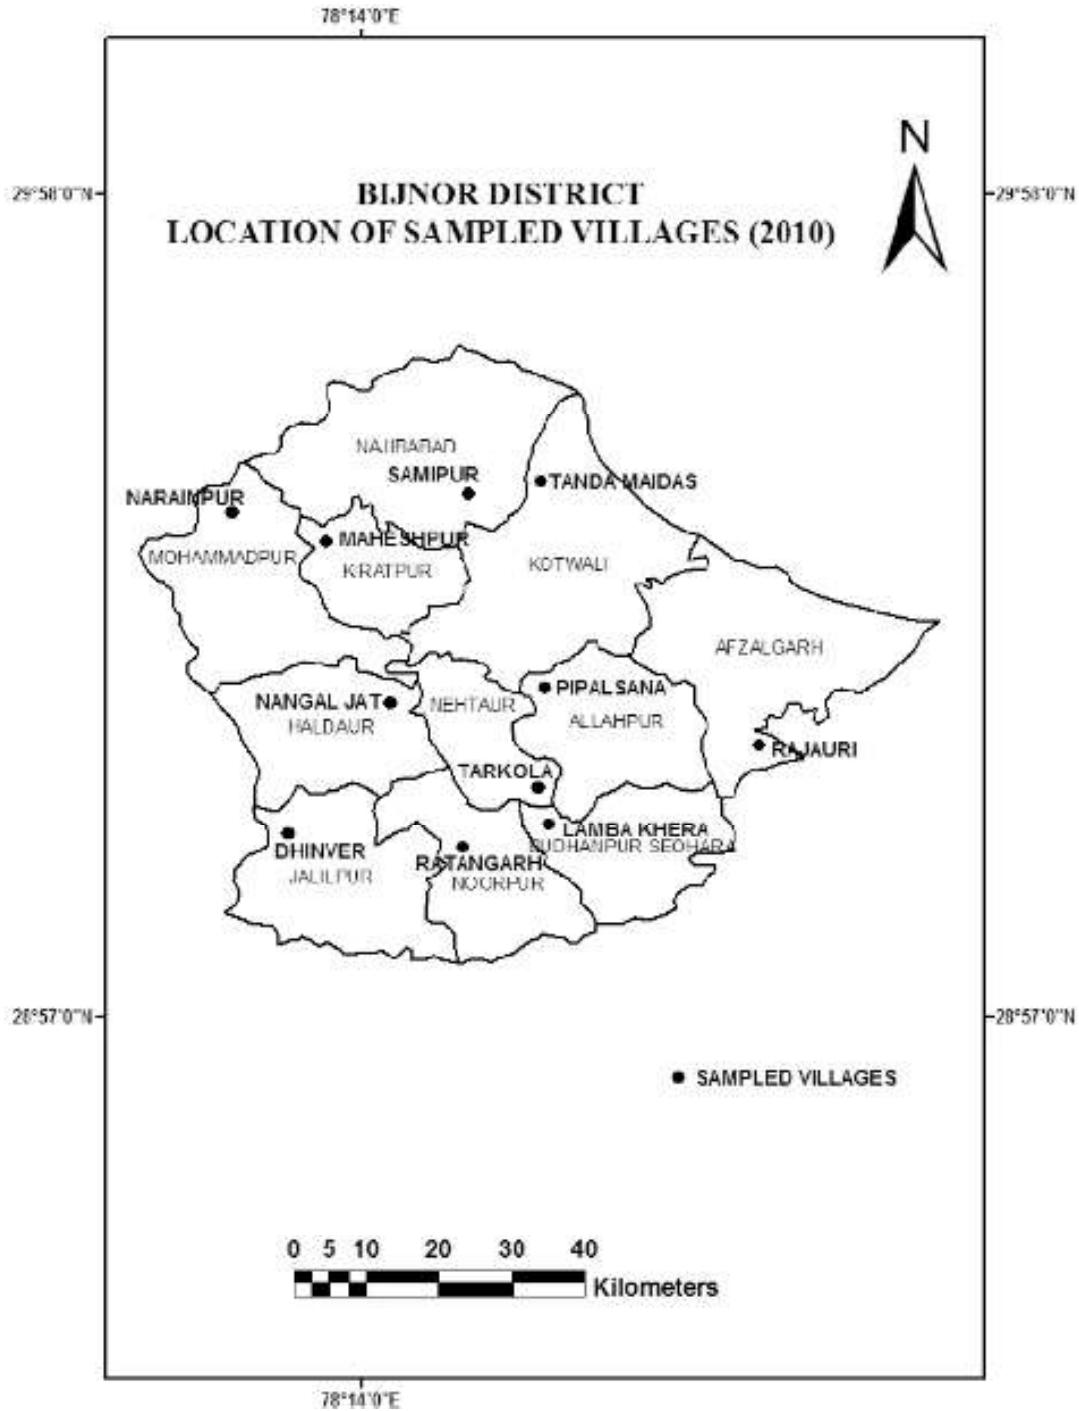 78°14'0"E
N
29°58'0"N
29°58'0"N
BIJNOR DISTRICT
LOCATION OF SAMPLED VILLAGES (2010)
NAJIBABAD
SAMIPUR
TANDA MAIDAS
NARAINPUR
MAHESHPUR
MOHAMMADPUR
KIRATPUR
KOTWALI
AFZALGARH
PIPALSANA
NANGAL JAT
NEHTAUR
ALLAHPUR
HALDAUR
RAJAURI
TARKOLA
LAMBA KHERA
BUDHANPUR SEOHARA
DHINVER
RATANGARH
JALILPUR
NOORPUR
28°57'0"N
28°57'0"N
SAMPLED VILLAGES
0 5 10 20 30 40
Kilometers
78°14'0"E